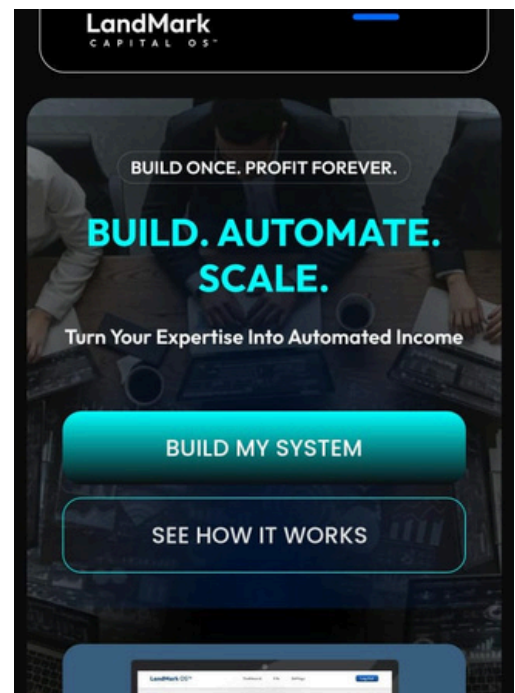 LandMark
CAPITAL OS™
BUILD ONCE. PROFIT FOREVER.
BUILD. AUTOMATE.
SCALE.
Turn Your Expertise Into Automated Income
BUILD MY SYSTEM
SEE HOW IT WORKS
LandMark OS™